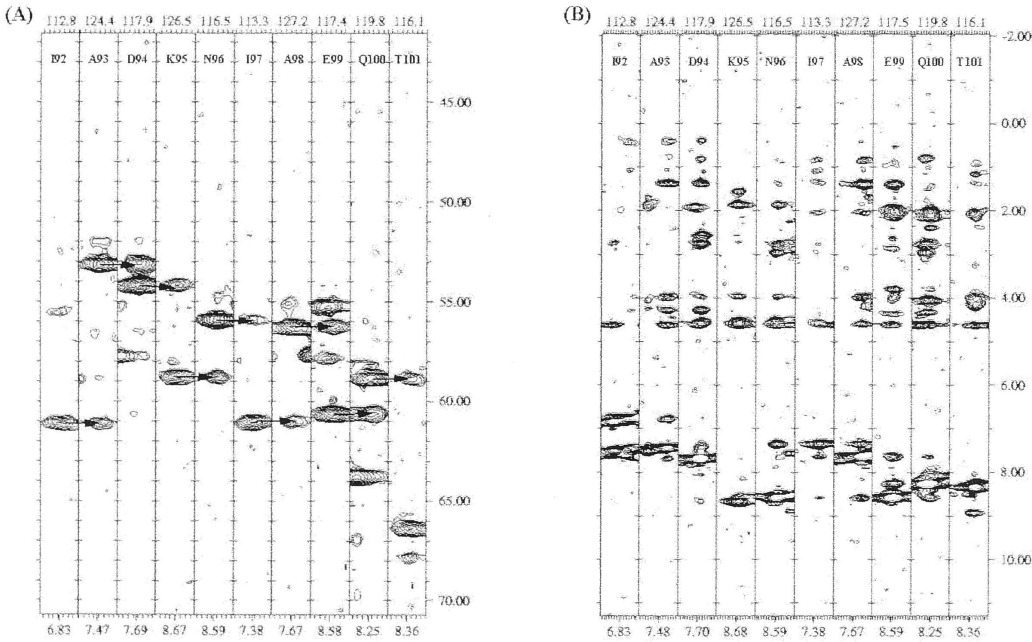 (A)
112.8 124.4 117.9 126.5 116.5 113.3 127.2 117.4 119.8 116.1
I92 A93 D94 K95 N96 I97 A98 E99 Q100 T101
45.00
50.00
55.00
60.00
65.00
70.00
6.83 7.47 7.69 8.67 8.59 7.38 7.67 8.58 8.25 8.36
(B)
112.8 124.4 117.9 126.5 116.5 113.3 127.2 117.5 119.8 116.1
I92 A93 D94 K95 N96 I97 A98 E99 Q100 T101
-2.00
0.00
2.00
4.00
6.00
8.00
10.00
6.83 7.48 7.70 8.68 8.59 7.38 7.67 8.59 8.25 8.36